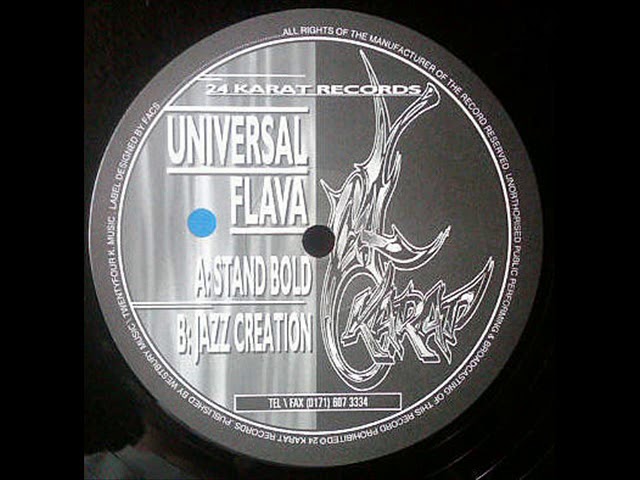 ...ALL RIGHTS OF THE MANUFACTURER OF THE RECORD RESERVED. UNORTHORISED PUBLIC PERFORMING & BROADCASTING OF THIS RECORD PROHIBITED © 24 KARAT RECORDS. PUBLISHED BY WESTBURY MUSIC \ TWENTYFOUR K. MUSIC. LABEL DESIGNED BY FACS
24 KARAT RECORDS
UNIVERSAL
FLAVA
A: STAND BOLD
B: JAZZ CREATION
24
KARAT
TEL \ FAX (0171) 607 3334